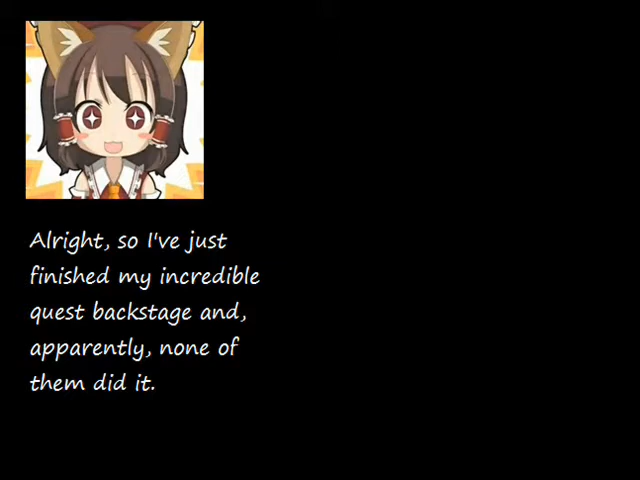 Alright, so I've just
finished my incredible
quest backstage and,
apparently, none of
them did it.